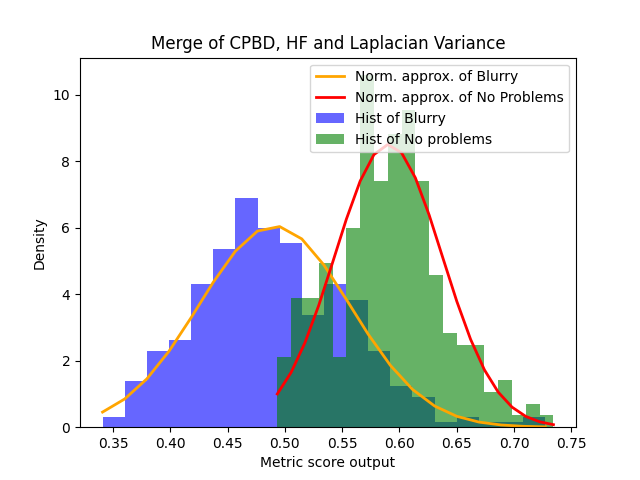 Merge of CPBD, HF and Laplacian Variance
Norm. approx. of Blurry
Norm. approx. of No Problems
Hist of Blurry
Hist of No problems
Density
10
8
6
4
2
0
0.35 0.40 0.45 0.50 0.55 0.60 0.65 0.70 0.75
Metric score output